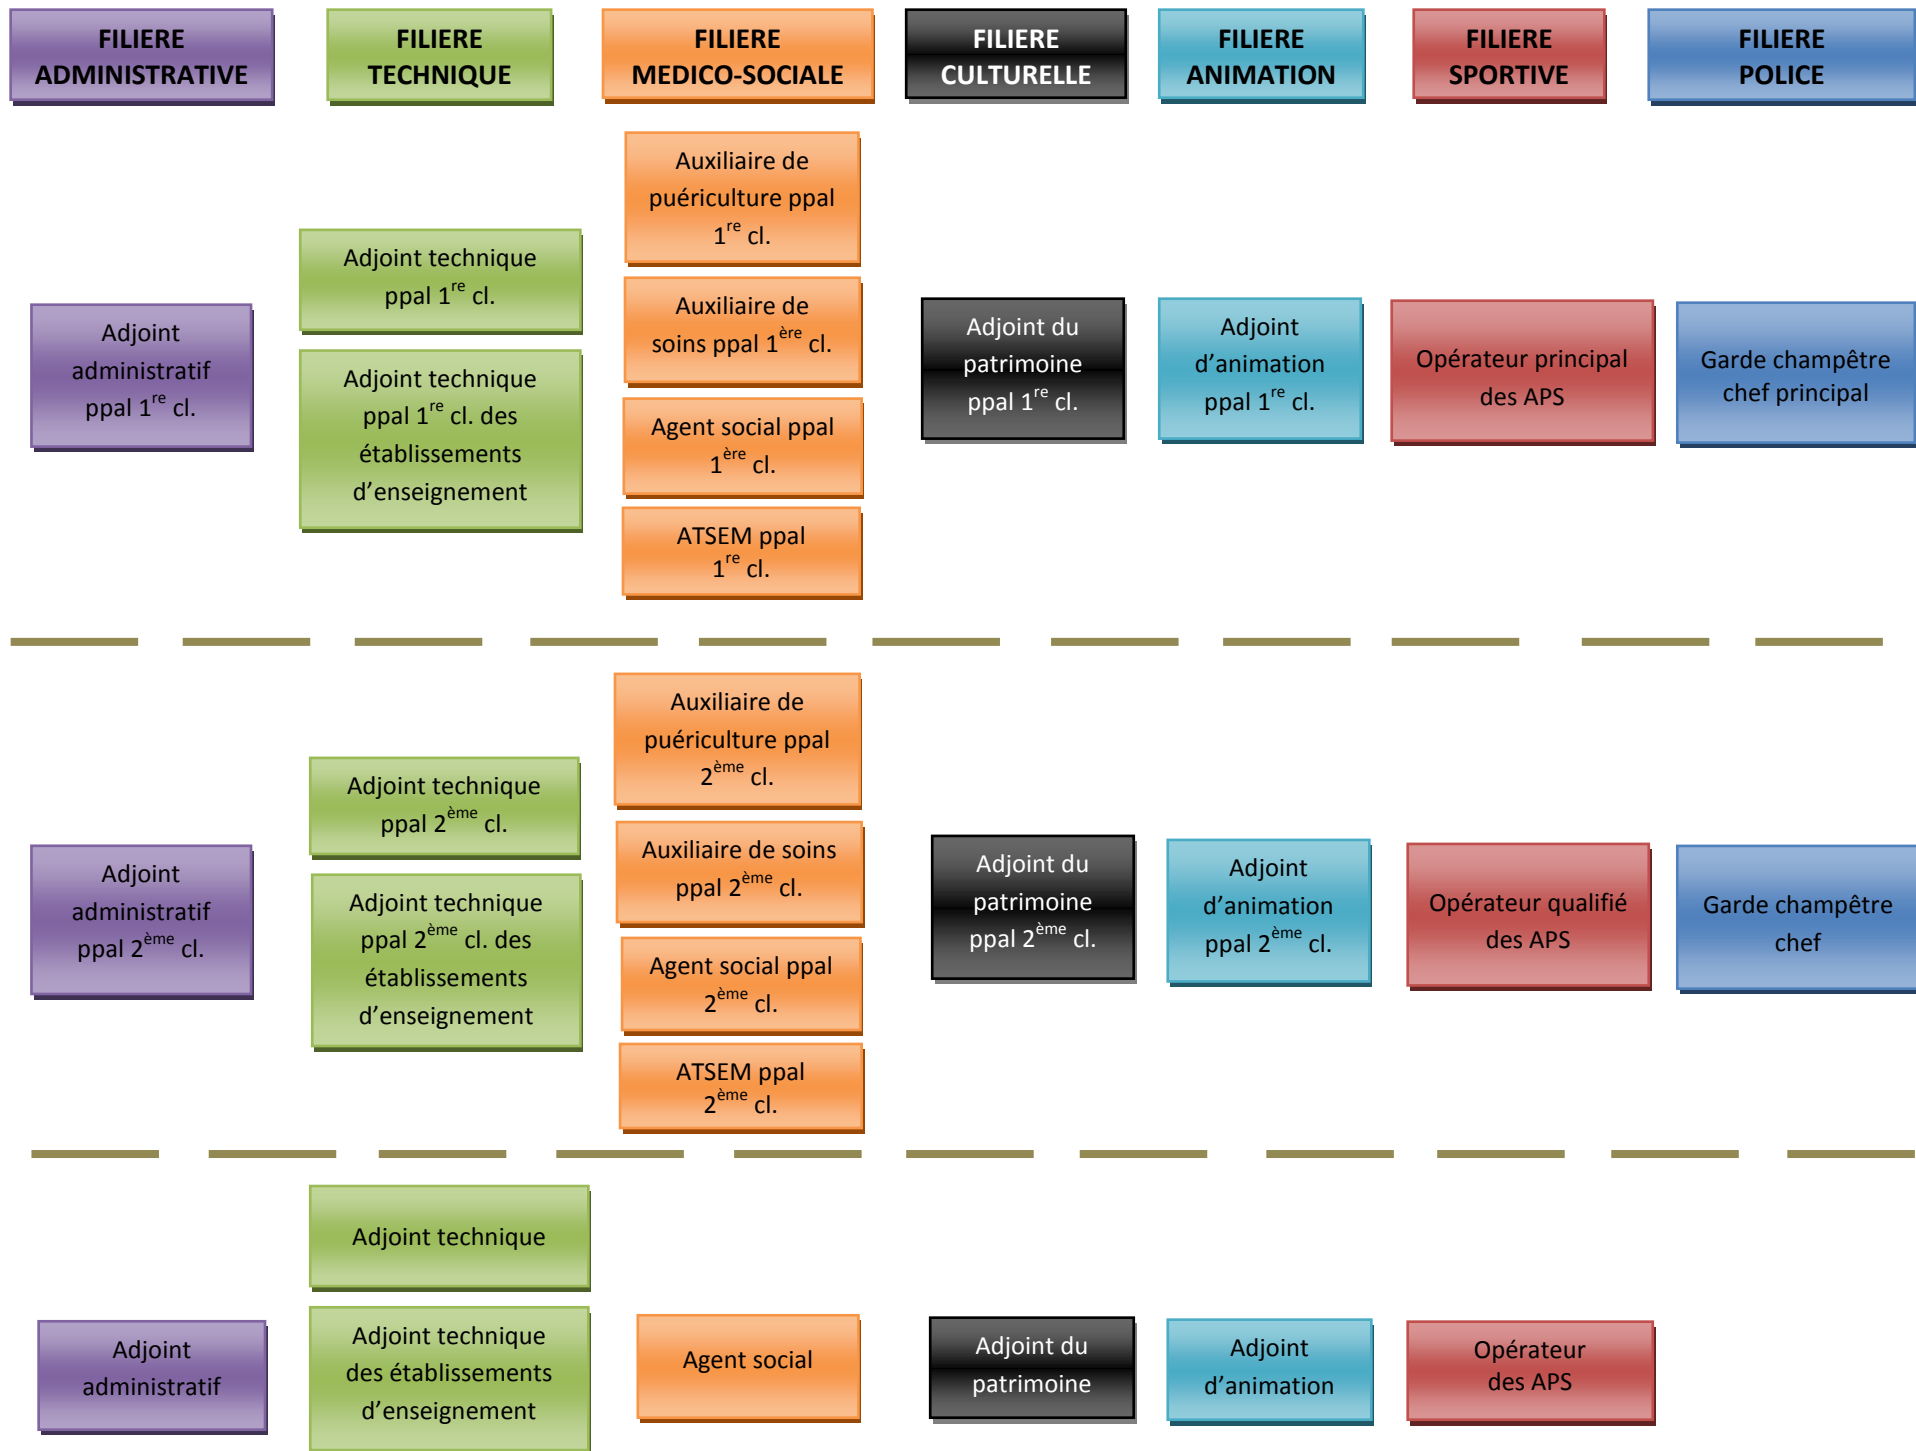 FILIERE
ADMINISTRATIVE
FILIERE
TECHNIQUE
FILIERE
MEDICO-SOCIALE
FILIERE
CULTURELLE
FILIERE
ANIMATION
FILIERE
SPORTIVE
FILIERE
POLICE
Adjoint
administratif
ppal 1re cl.
Adjoint technique
ppal 1re cl.
Adjoint technique
ppal 1re cl. des
établissements
d’enseignement
Auxiliaire de
puériculture ppal
1re cl.
Auxiliaire de
soins ppal 1ère cl.
Agent social ppal
1ère cl.
ATSEM ppal
1re cl.
Adjoint du
patrimoine
ppal 1re cl.
Adjoint
d’animation
ppal 1re cl.
Opérateur principal
des APS
Garde champêtre
chef principal
Adjoint
administratif
ppal 2ème cl.
Adjoint technique
ppal 2ème cl.
Adjoint technique
ppal 2ème cl. des
établissements
d’enseignement
Auxiliaire de
puériculture ppal
2ème cl.
Auxiliaire de soins
ppal 2ème cl.
Agent social ppal
2ème cl.
ATSEM ppal
2ème cl.
Adjoint du
patrimoine
ppal 2ème cl.
Adjoint
d’animation
ppal 2ème cl.
Opérateur qualifié
des APS
Garde champêtre
chef
Adjoint
administratif
Adjoint technique
Adjoint technique
des établissements
d’enseignement
Agent social
Adjoint du
patrimoine
Adjoint
d’animation
Opérateur
des APS